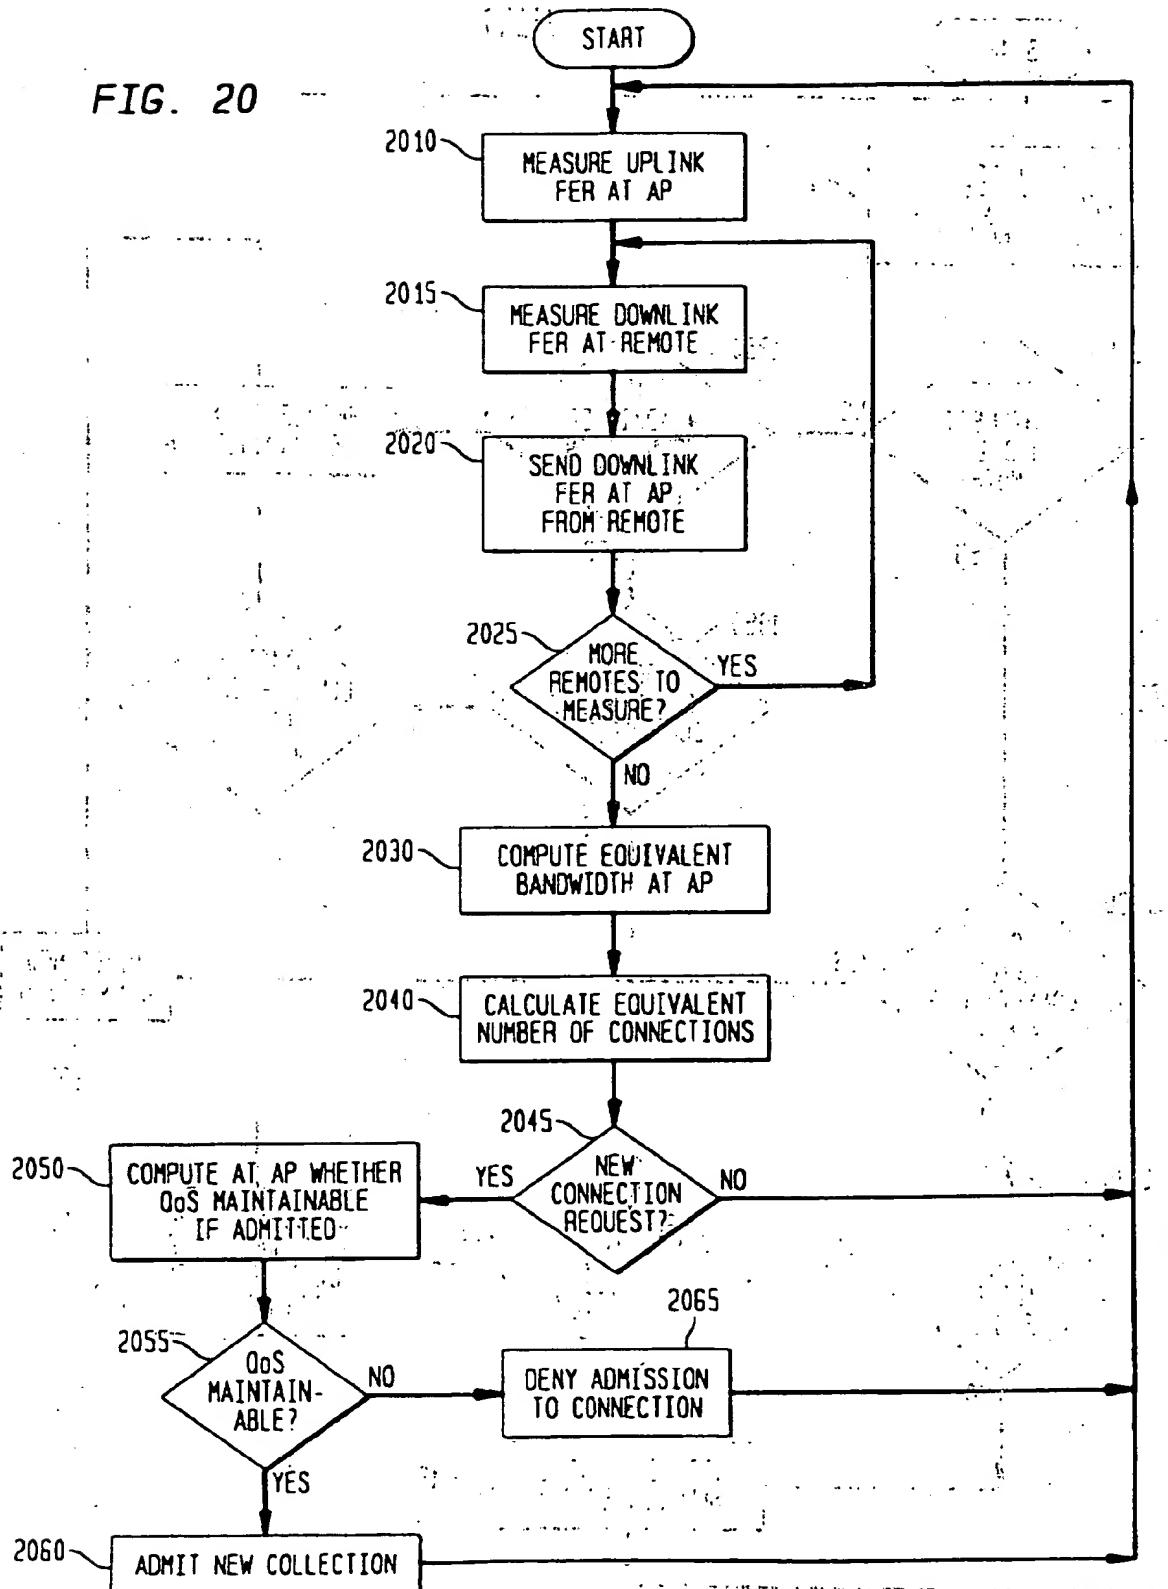 START
FIG. 20
2010
MEASURE UPLINK
FER AT AP
2015
MEASURE DOWNLINK
FER AT REMOTE
2020
SEND DOWNLINK
FER AT AP
FROM REMOTE
2025
MORE
REMOTES TO
MEASURE?
YES
NO
2030
COMPUTE EQUIVALENT
BANDWIDTH AT AP
2040
CALCULATE EQUIVALENT
NUMBER OF CONNECTIONS
2045
NEW
CONNECTION
REQUEST?
YES
NO
2050
COMPUTE AT AP WHETHER
QoS MAINTAINABLE
IF ADMITTED
2055
QoS
MAINTAIN-
ABLE?
NO
2065
DENY ADMISSION
TO CONNECTION
YES
2060
ADMIT NEW COLLECTION